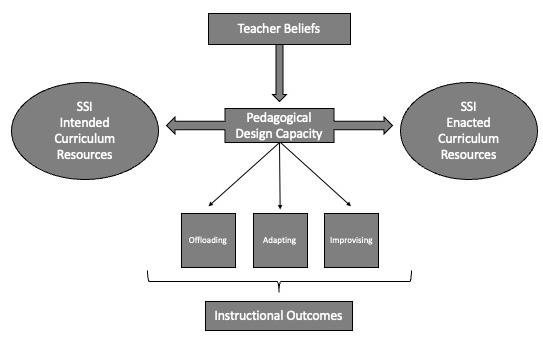 Teacher Beliefs
SSI
Intended
Curriculum
Resources
Pedagogical
Design Capacity
SSI
Enacted
Curriculum
Resources
Offloading
Adapting
Improvising
Instructional Outcomes